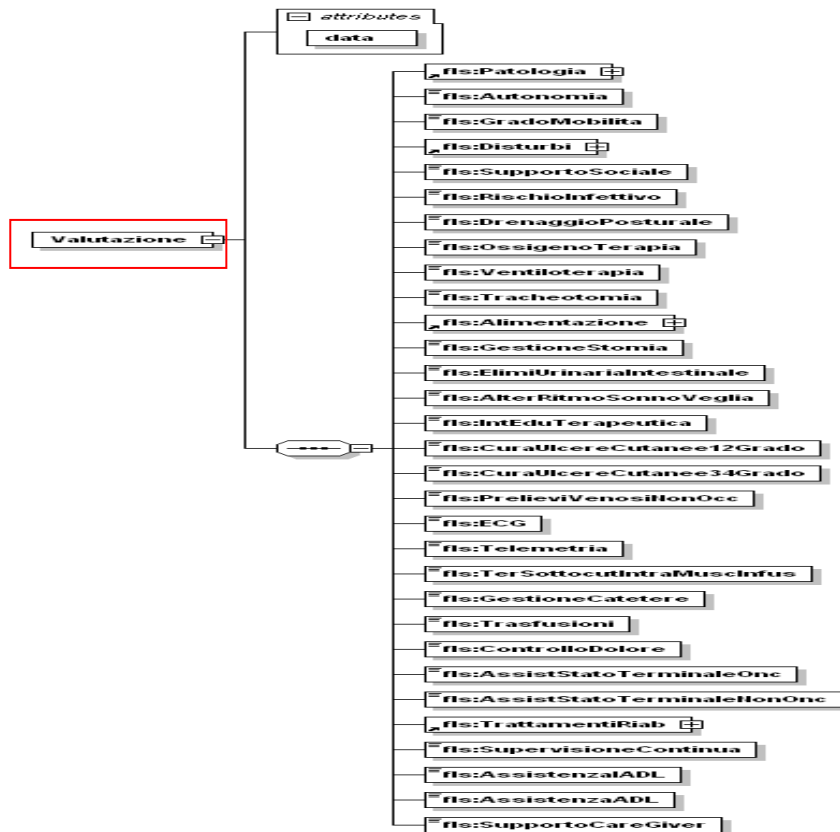 attributes
data
fls:Patologia
fls:Autonomia
fls:GradoMobilita
fls:Disturbi
fls:SupportoSociale
fls:RischioInfettivo
Valutazione
fls:DrenaggioPosturale
fls:OssigenoTerapia
fls:Ventiloterapia
fls:Tracheotomia
fls:Alimentazione
fls:GestioneStomia
fls:ElimiUrinariaIntestinale
fls:AlterRitmoSonnoVeglia
fls:IntEduTerapeutica
fls:CuraUlcereCutanee12Grado
fls:CuraUlcereCutanee34Grado
fls:PrelieviVenosiNonOcc
fls:ECG
fls:Telemetria
fls:TerSottocutIntraMuscInfus
fls:GestioneCatetere
fls:Trasfusioni
fls:ControlloDolore
fls:AssistStatoTerminaleOnc
fls:AssistStatoTerminaleNonOnc
fls:TrattamentiRiab
fls:SupervisioneContinua
fls:AssistenzaIADL
fls:AssistenzaADL
fls:SupportoCareGiver